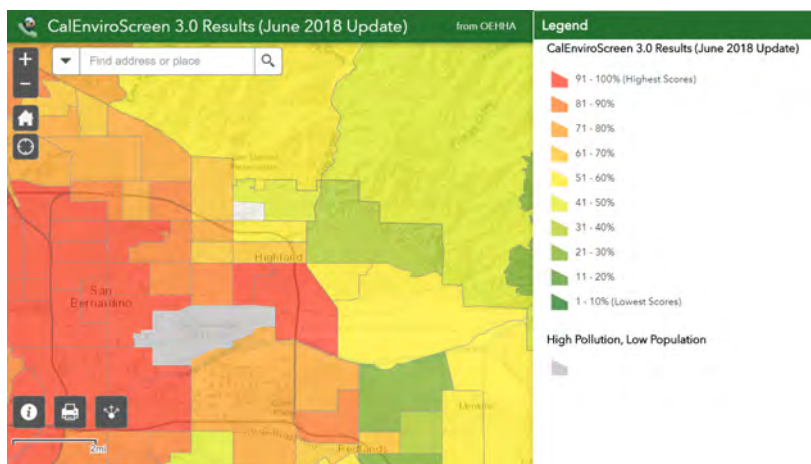 CalEnviroScreen 3.0 Results (June 2018 Update)
from OEHHA
Find address or place
Highland
San
Bernardino
Redlands
2mi
Legend
CalEnviroScreen 3.0 Results (June 2018 Update)
91 - 100% (Highest Scores)
81 - 90%
71 - 80%
61 - 70%
51 - 60%
41 - 50%
31 - 40%
21 - 30%
11 - 20%
1 - 10% (Lowest Scores)
High Pollution, Low Population